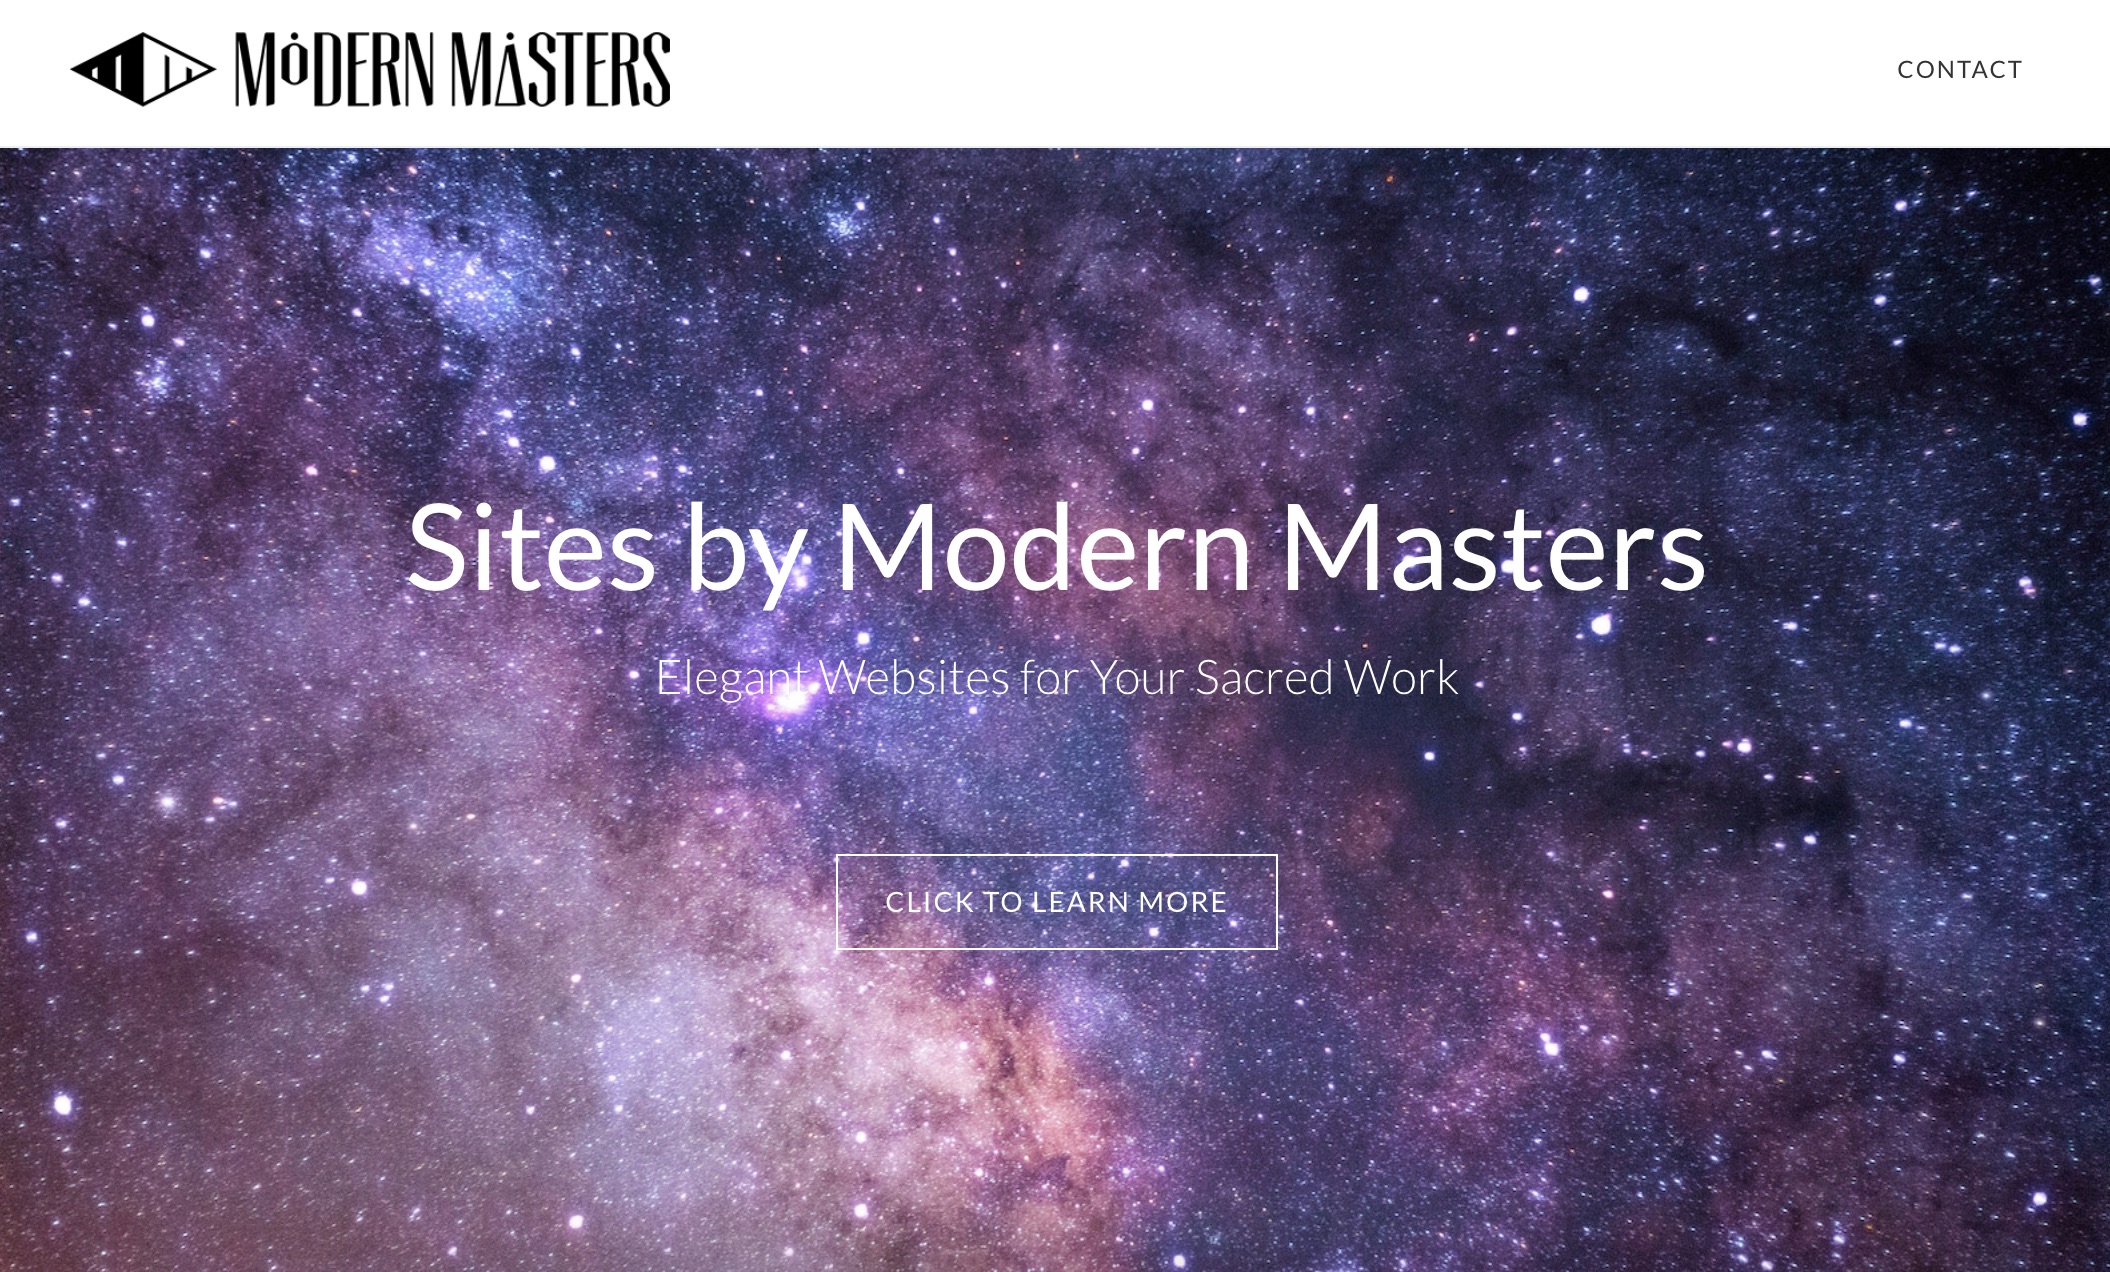 MODERN MASTERS
CONTACT
Sites by Modern Masters
Elegant Websites for Your Sacred Work
CLICK TO LEARN MORE